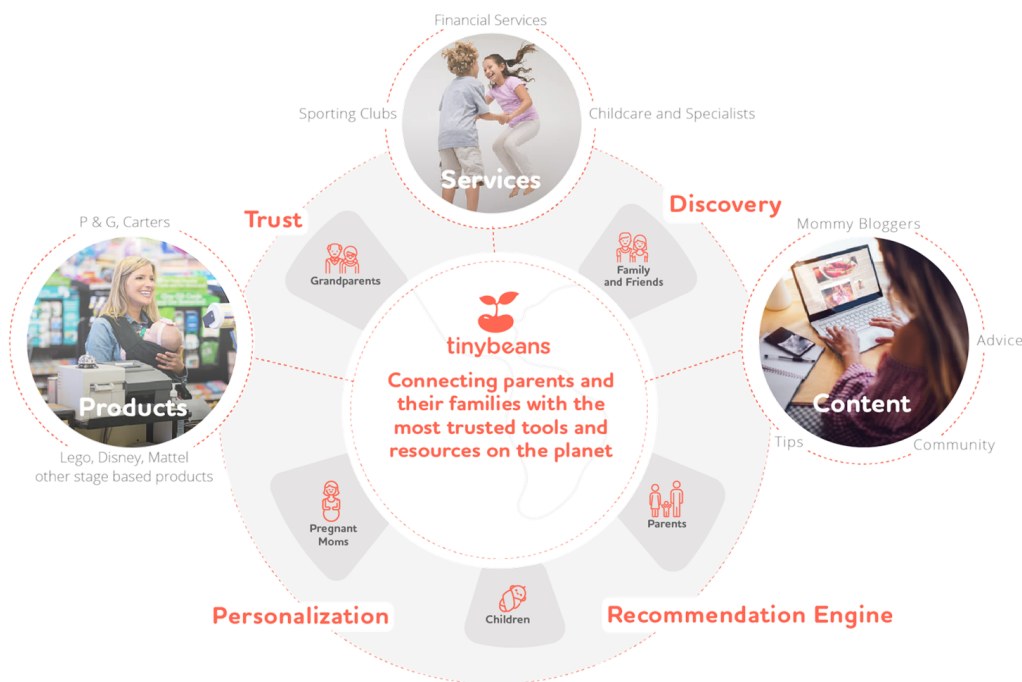 Financial Services
Sporting Clubs
Childcare and Specialists
Services
Trust
Discovery
P & G, Carters
Mommy Bloggers
Grandparents
Family
and Friends
tinybeans
Advice
Connecting parents and
their families with the
most trusted tools and
resources on the planet
Products
Content
Tips
Community
Lego, Disney, Mattel
other stage based products
Pregnant
Moms
Parents
Personalization
Children
Recommendation Engine